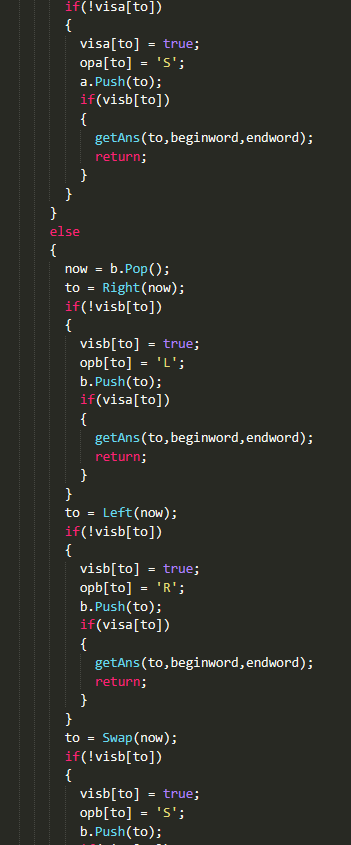 if(!visa[to])
{
visa[to] = true;
opa[to] = 'S';
a.Push(to);
if(visb[to])
{
getAns(to,beginword,endword);
return;
}
}
}
else
{
now = b.Pop();
to = Right(now);
if(!visb[to])
{
visb[to] = true;
opb[to] = 'L';
b.Push(to);
if(visa[to])
{
getAns(to,beginword,endword);
return;
}
}
to = Left(now);
if(!visb[to])
{
visb[to] = true;
opb[to] = 'R';
b.Push(to);
if(visa[to])
{
getAns(to,beginword,endword);
return;
}
}
to = Swap(now);
if(!visb[to])
{
visb[to] = true;
opb[to] = 'S';
b.Push(to);